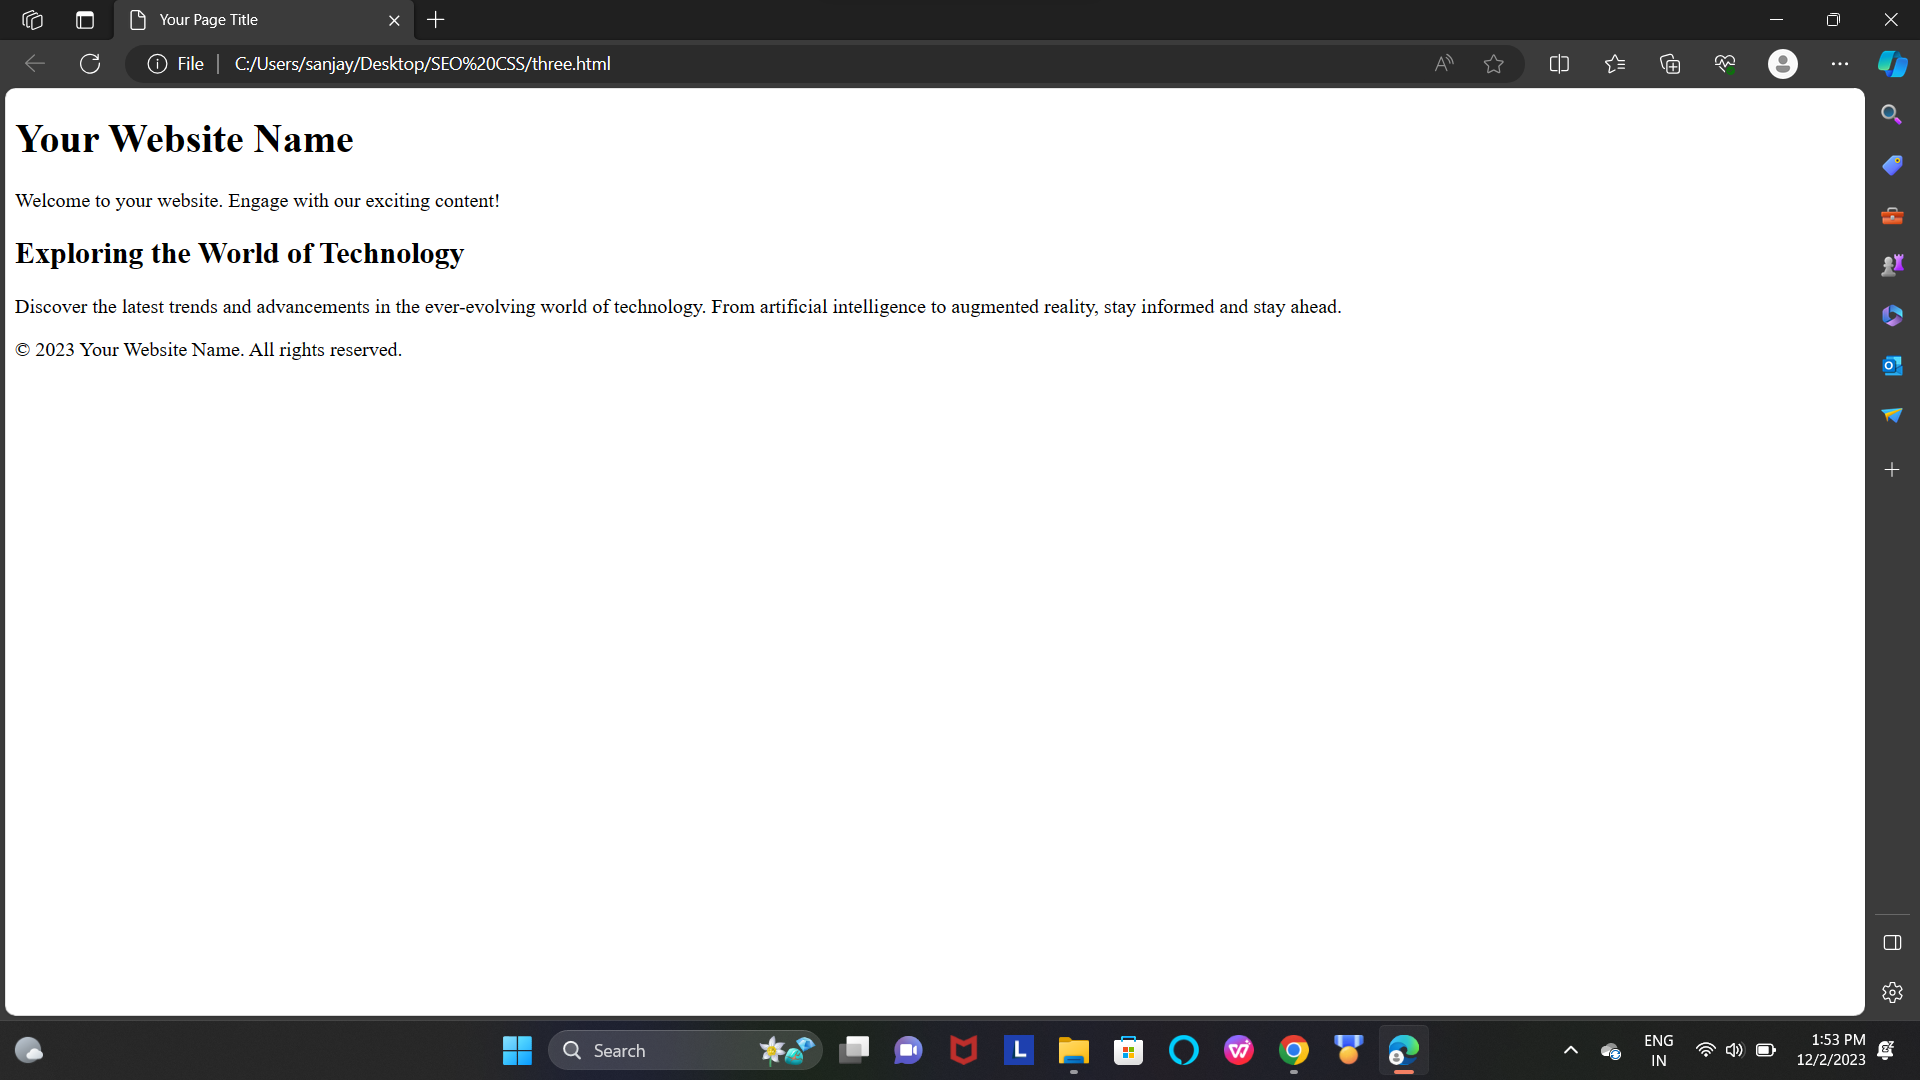 Your Page Title
File
C:/Users/sanjay/Desktop/SEO%20CSS/three.html
Your Website Name
Welcome to your website. Engage with our exciting content!
Exploring the World of Technology
Discover the latest trends and advancements in the ever-evolving world of technology. From artificial intelligence to augmented reality, stay informed and stay ahead.
© 2023 Your Website Name. All rights reserved.
Search
L
ENG
IN
1:53 PM
12/2/2023